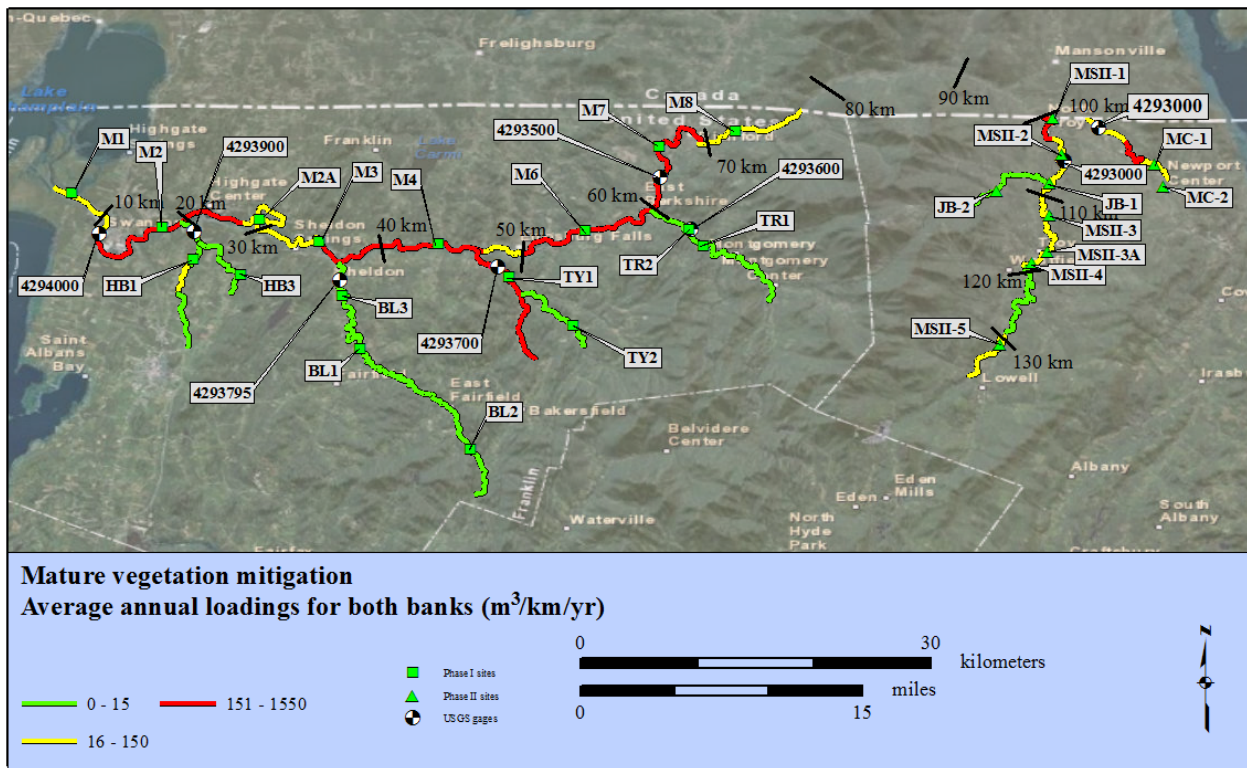 n-Quebec
Frelighsburg
Mansonville
MSII-1
Lake
Canada
90 km
80 km
100 km
4293000
M7
M8
United States
Highgate
Franklin
Lake
4293500
MSII-2
M1
M2
4293900
70 km
MC-1
Newport
Center
4293000
MC-2
M2A
M3
M4
M6
4293600
10 km
20 km
Highgate
Center
60 km
East
Berkshire
JB-2
JB-1
110 km
30 km
40 km
50 km
TR1
MSII-3
Sheldon
4294000
HB1
HB3
Sheldon
TY1
TR2
Montgomery
Montgomery
Center
MSII-3A
120 km
MSII-4
BL3
4293700
MSII-5
Saint
Albans
Bay
TY2
130 km
BL1
Fairfield
Lowell
4293795
East
Fairfield
BL2
Bakersfield
Belvidere
Center
Albany
Franklin
Eden
Eden
Mills
South
Albany
Waterville
North
Hyde
Park
Mature vegetation mitigation
Average annual loadings for both banks (m³/km/yr)
0 30
kilometers
Phase I sites
miles
Phase II sites
0 - 15 151 - 1550
USGS gages
0 15
16 - 150
N